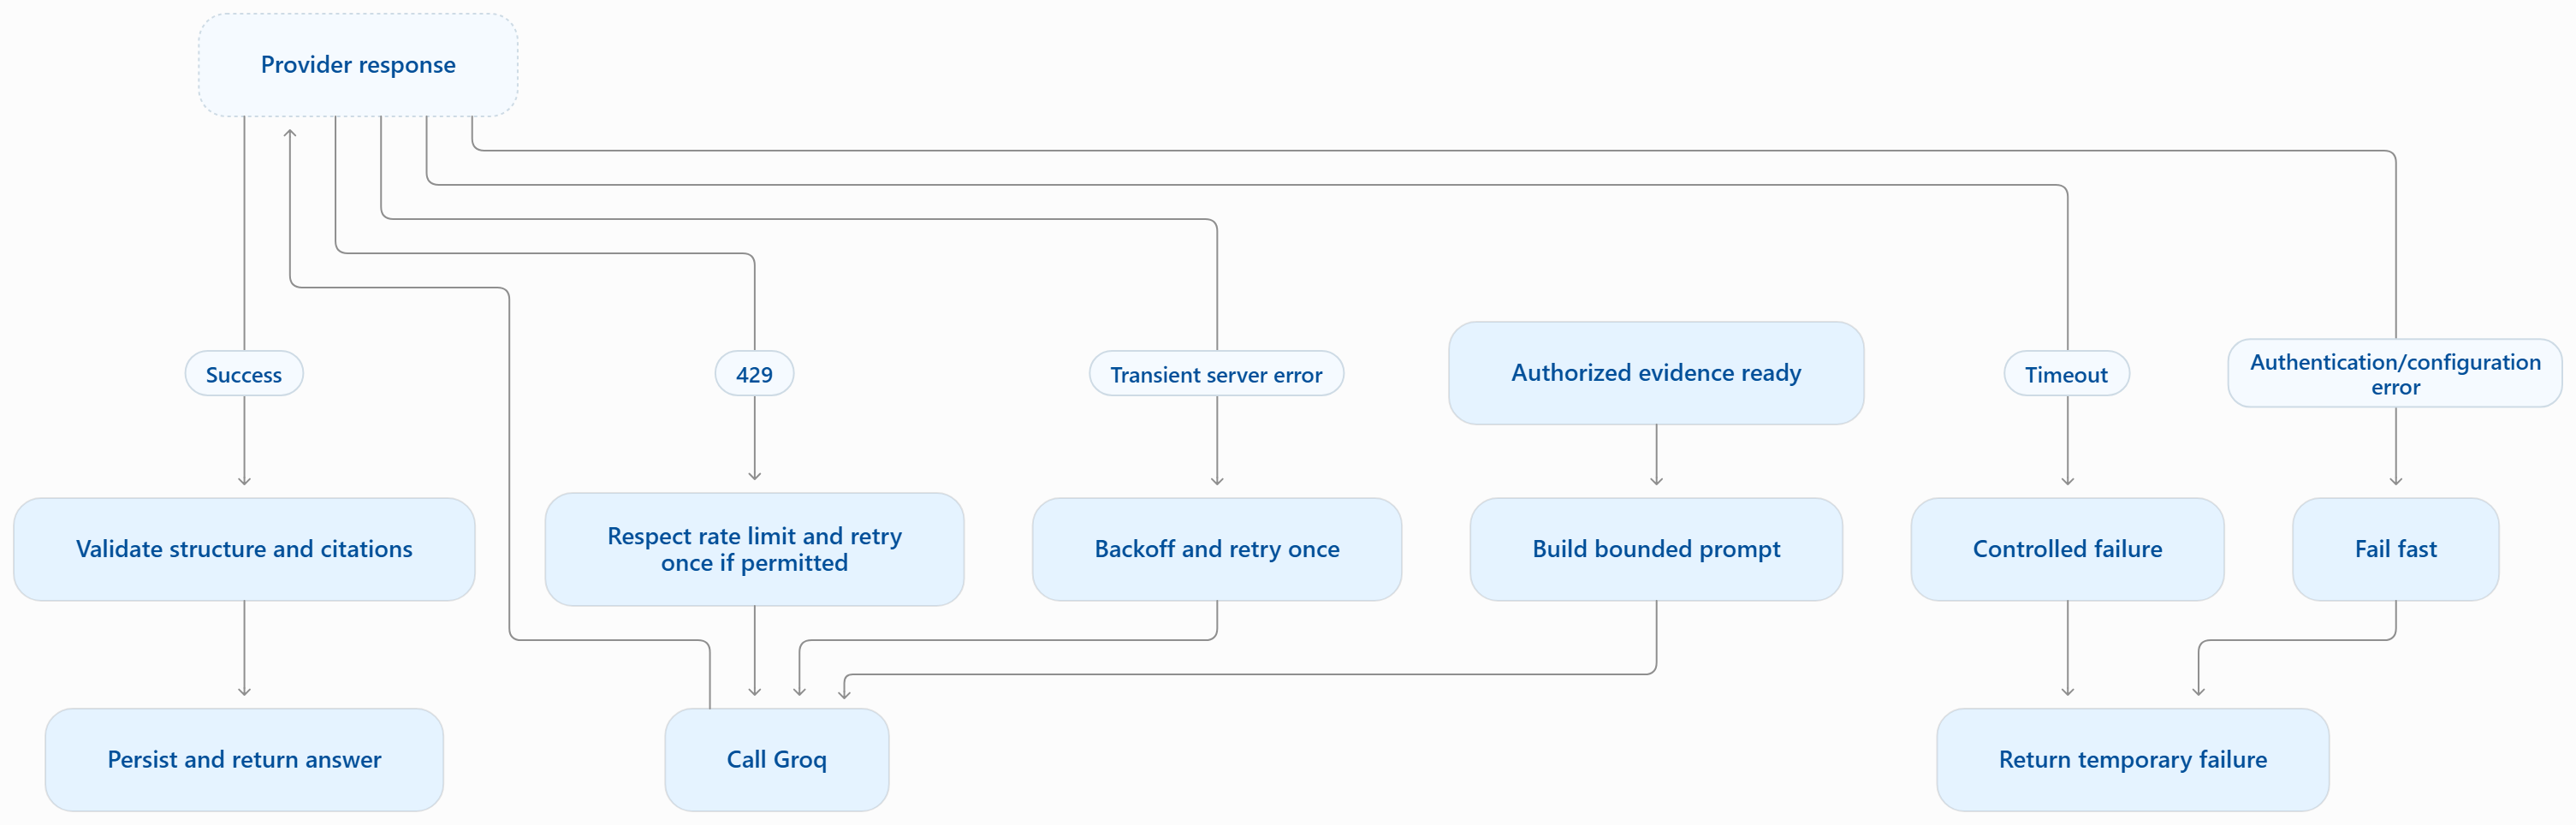 Provider response
Success
429
Transient server error
Authorized evidence ready
Timeout
Authentication/configuration
error
Validate structure and citations
Respect rate limit and retry
once if permitted
Backoff and retry once
Build bounded prompt
Controlled failure
Fail fast
Persist and return answer
Call Groq
Return temporary failure